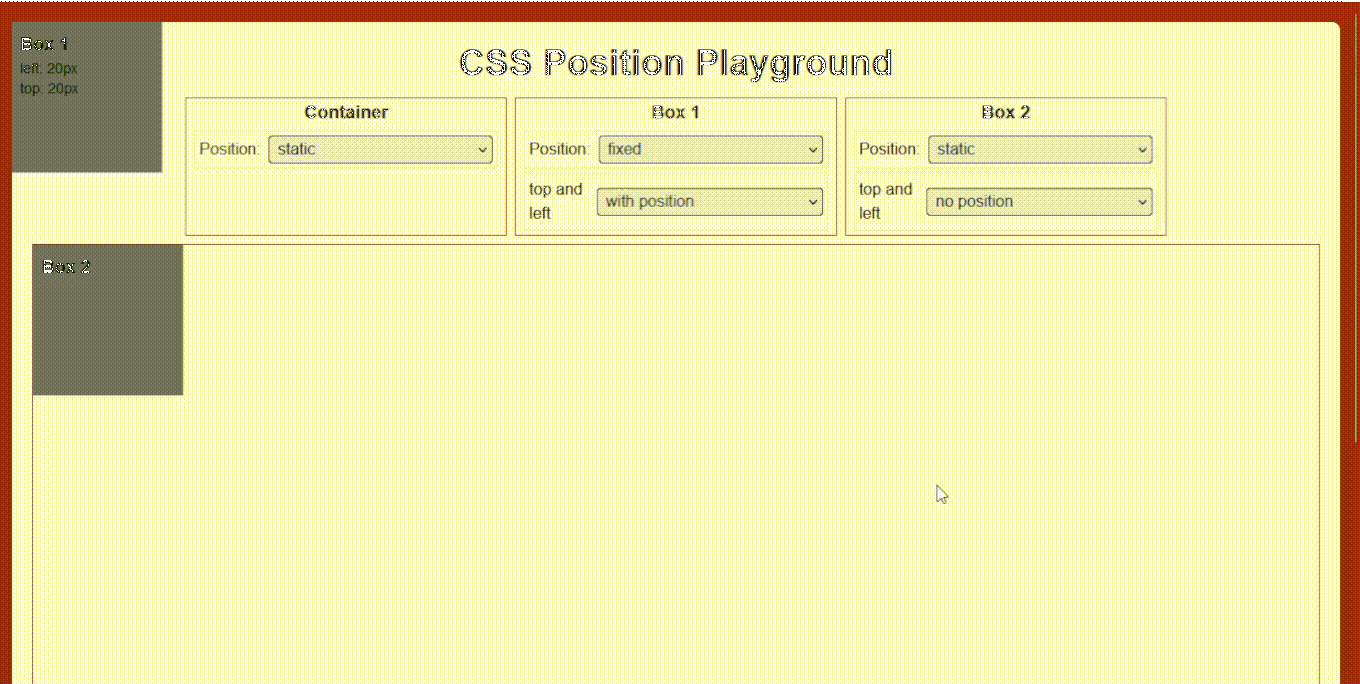 Box 1
left: 20px
top: 20px
CSS Position Playground
Container
Position: static
Box 1
Position: fixed
top and left with position
Box 2
Position: static
top and left no position
Box 2